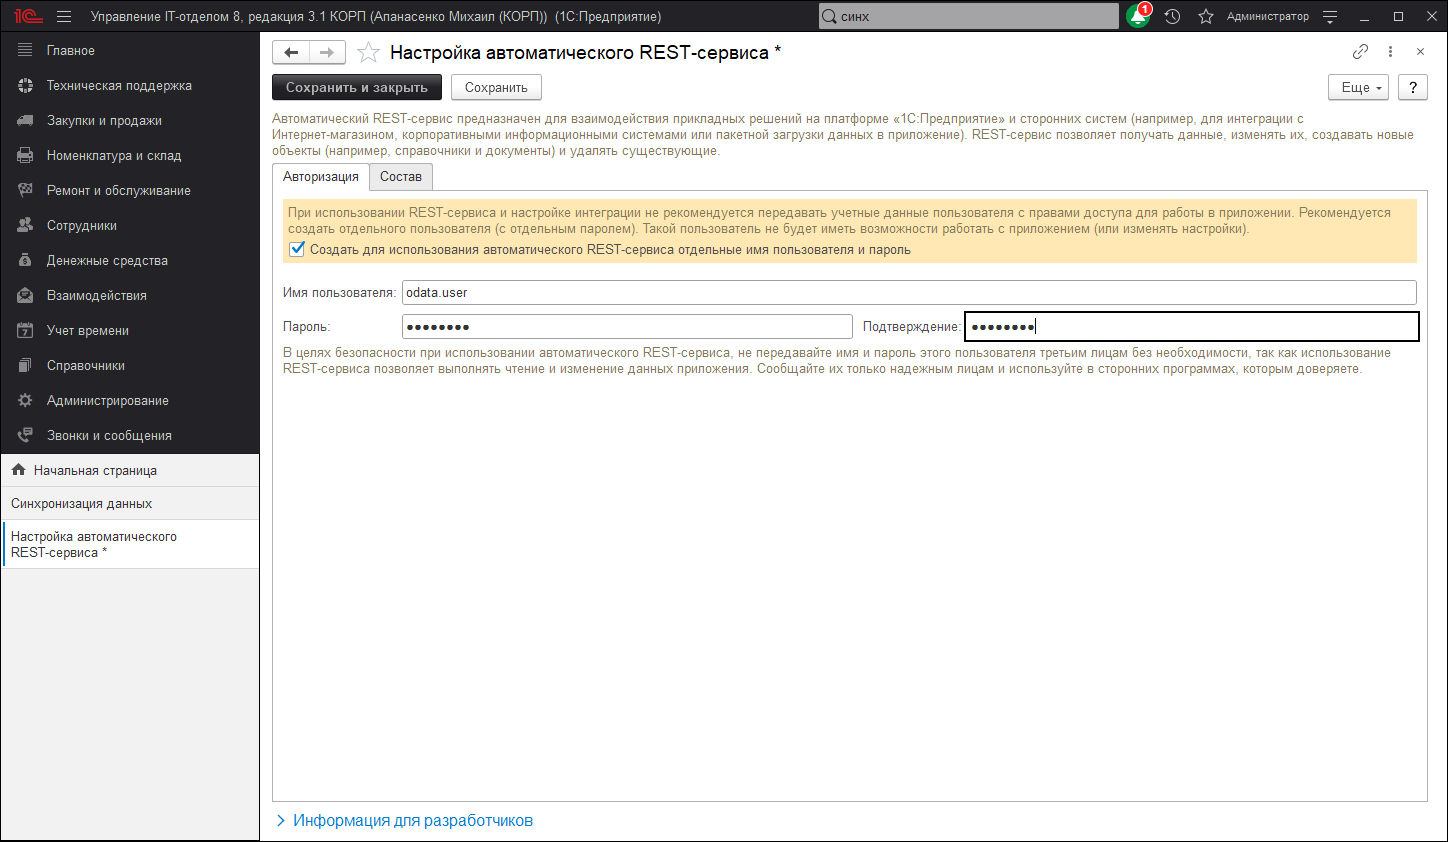 1С Управление IT-отделом 8, редакция 3.1 КОРП (Апанасенко Михаил (КОРП)) (1С:Предприятие) синх 1 Администратор
Главное
Техническая поддержка
Закупки и продажи
Номенклатура и склад
Ремонт и обслуживание
Сотрудники
Денежные средства
Взаимодействия
7 Учет времени
Справочники
Администрирование
Звонки и сообщения
Начальная страница
Синхронизация данных
Настройка автоматического
REST-сервиса *
Настройка автоматического REST-сервиса *
Сохранить и закрыть Сохранить Еще ?
Автоматический REST-сервис предназначен для взаимодействия прикладных решений на платформе «1С:Предприятие» и сторонних систем (например, для интеграции с
Интернет-магазином, корпоративными информационными системами или пакетной загрузки данных в приложение). REST-сервис позволяет получать данные, изменять их, создавать новые
объекты (например, справочники и документы) и удалять существующие.
Авторизация Состав
При использовании REST-сервиса и настройке интеграции не рекомендуется передавать учетные данные пользователя с правами доступа для работы в приложении. Рекомендуется
создать отдельного пользователя (с отдельным паролем). Такой пользователь не будет иметь возможности работать с приложением (или изменять настройки).
Создать для использования автоматического REST-сервиса отдельные имя пользователя и пароль
Имя пользователя: odata.user
Пароль: ●●●●●●●● Подтверждение: ●●●●●●●●
В целях безопасности при использовании автоматического REST-сервиса, не передавайте имя и пароль этого пользователя третьим лицам без необходимости, так как использование
REST-сервиса позволяет выполнять чтение и изменение данных приложения. Сообщайте их только надежным лицам и используйте в сторонних программах, которым доверяете.
Информация для разработчиков